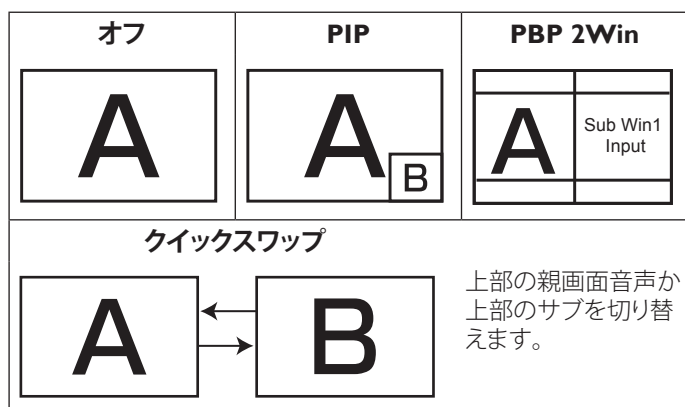 オフ
PIP
PBP 2Win
A
A
B
A
Sub Win1
Input
クイックスワップ
A
B
上部の親画面音声か
上部のサブを切り替
えます。